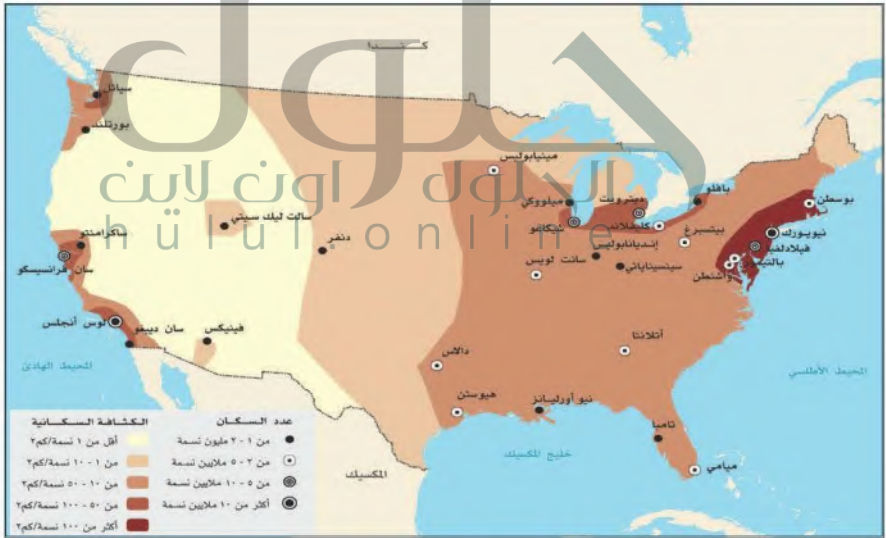 كـنـدا
حلول
الحلول اون لاين
hulul.online
سياتل
بورتلند
سالت ليك سيتي
ساكرامنتو
سان فرانسيسكو
دنفر
لوس أنجلس
سان دييغو
فينيكس
مينيابوليس
ميلووكي
شيكاغو
ديترويت
كليفلاند
بافلو
بيتسبرغ
بوسطن
نيويورك
فيلادلفيا
بالتيمور
واشنطن
إنديانابوليس
سينسيناتي
سانت لويس
أتلانتا
دالاس
هيوستن
نيو أورليانز
تامبا
ميامي
المحيط الهادئ
المحيط الأطلسي
خليج المكسيك
المكسيك
عدد السكان
من ١ - ٢ مليون نسمة
من ٢ - ٥ ملايين نسمة
من ٥ - ١٠ ملايين نسمة
أكثر من ١٠ ملايين نسمة
الكثافة السكانية
أقل من ١ نسمة/كم٢
من ١ - ١٠ نسمة/كم٢
من ١٠ - ٥٠ نسمة/كم٢
من ٥٠ - ١٠٠ نسمة/كم٢
أكثر من ١٠٠ نسمة/كم٢